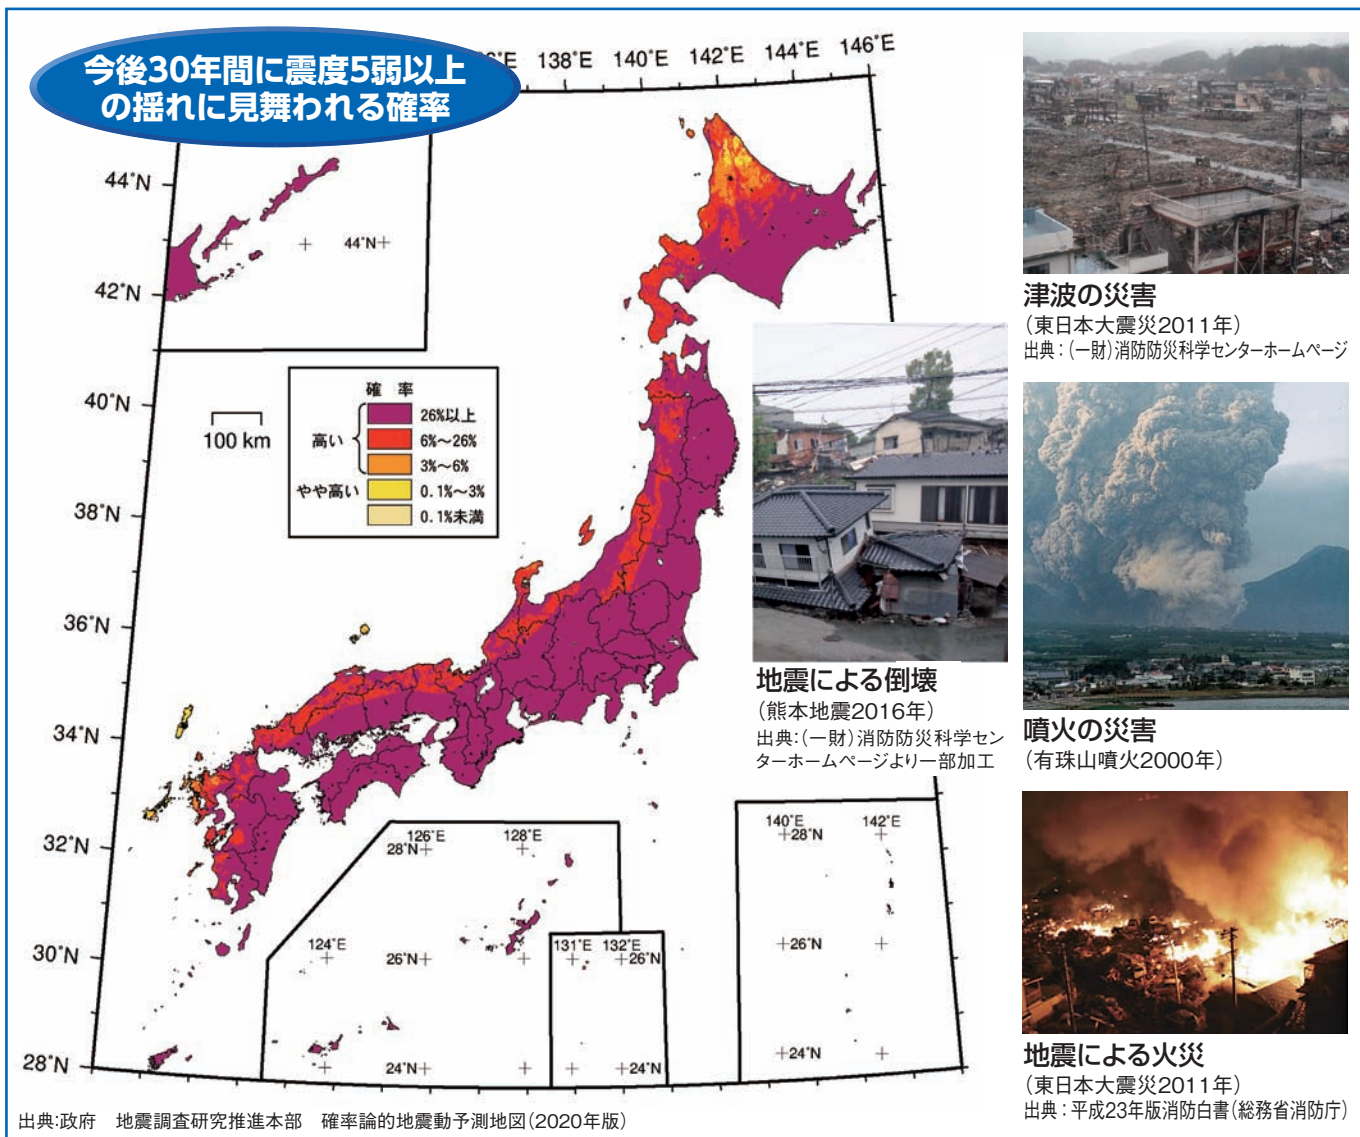 今後30年間に震度5弱以上
の揺れに見舞われる確率
138°E 140°E 142°E 144°E 146°E
44°N
42°N
40°N
38°N
36°N
34°N
32°N
30°N
28°N
44°N
100 km
確 率
高い
26%以上
6%～26%
3%～6%
やや高い
0.1%～3%
0.1%未満
126°E 128°E
28°N
124°E
26°N
24°N
131°E 132°E
26°N
24°N
140°E 142°E
28°N
26°N
24°N
津波の災害
(東日本大震災2011年)
出典：(一財)消防防災科学センターホームページ
地震による倒壊
(熊本地震2016年)
出典：(一財)消防防災科学セン
ターホームページより一部加工
噴火の災害
(有珠山噴火2000年)
地震による火災
(東日本大震災2011年)
出典：平成23年版消防白書(総務省消防庁)
出典:政府　地震調査研究推進本部　確率論的地震動予測地図(2020年版)